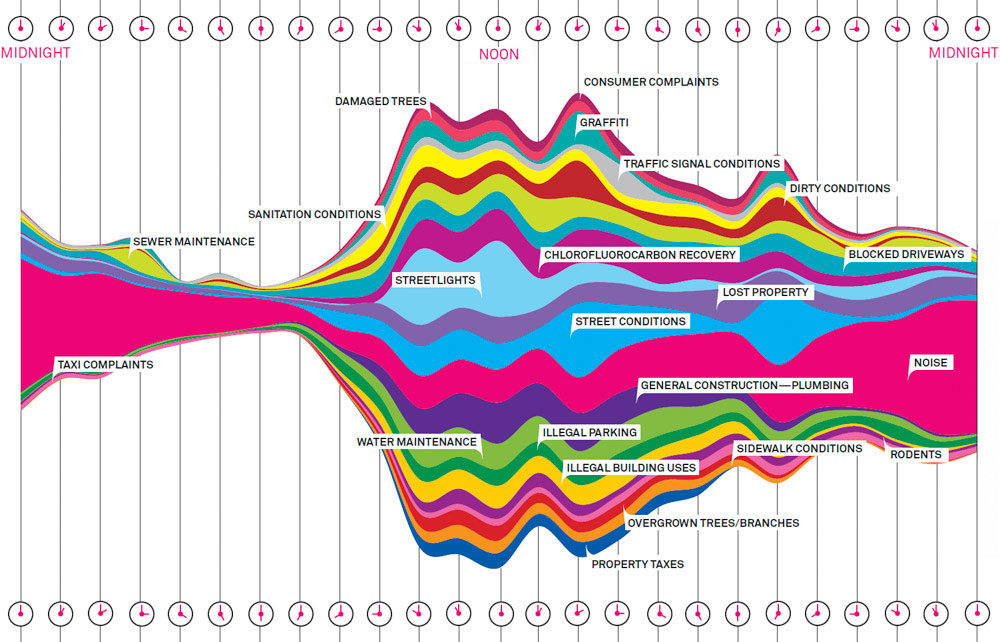 MIDNIGHT
NOON
MIDNIGHT
CONSUMER COMPLAINTS
DAMAGED TREES
GRAFFITI
TRAFFIC SIGNAL CONDITIONS
DIRTY CONDITIONS
SANITATION CONDITIONS
SEWER MAINTENANCE
CHLOROFLUOROCARBON RECOVERY
BLOCKED DRIVEWAYS
STREETLIGHTS
LOST PROPERTY
STREET CONDITIONS
TAXI COMPLAINTS
NOISE
GENERAL CONSTRUCTION—PLUMBING
ILLEGAL PARKING
WATER MAINTENANCE
SIDEWALK CONDITIONS
RODENTS
ILLEGAL BUILDING USES
OVERGROWN TREES/BRANCHES
PROPERTY TAXES